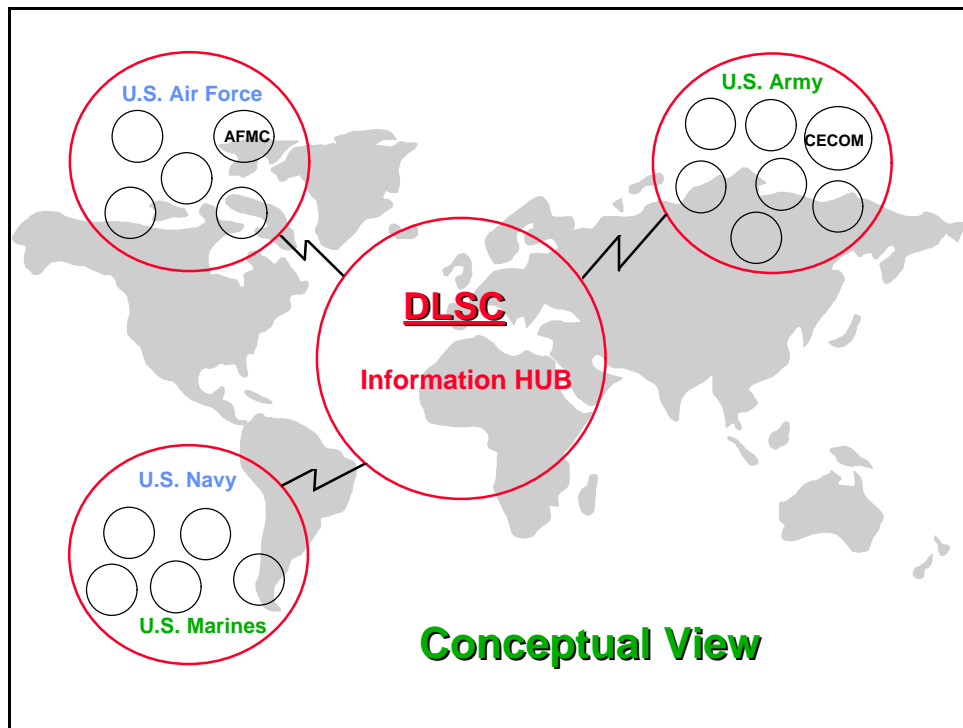 U.S. Air Force
AFMC
U.S. Army
CECOM
DLSC
Information HUB
U.S. Navy
U.S. Marines
Conceptual View